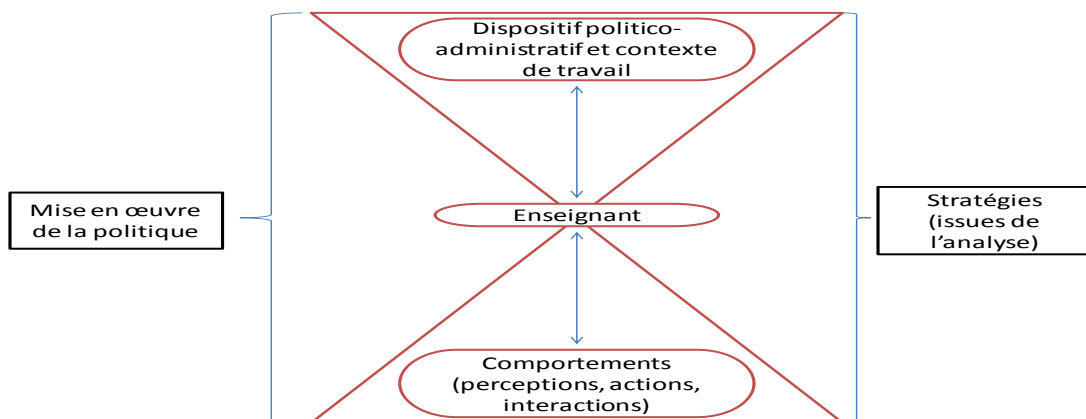 Dispositif politico-
administratif et contexte
de travail
Mise en œuvre
de la politique
Enseignant
Stratégies
(issues de
l'analyse)
Comportements
(perceptions, actions,
interactions)